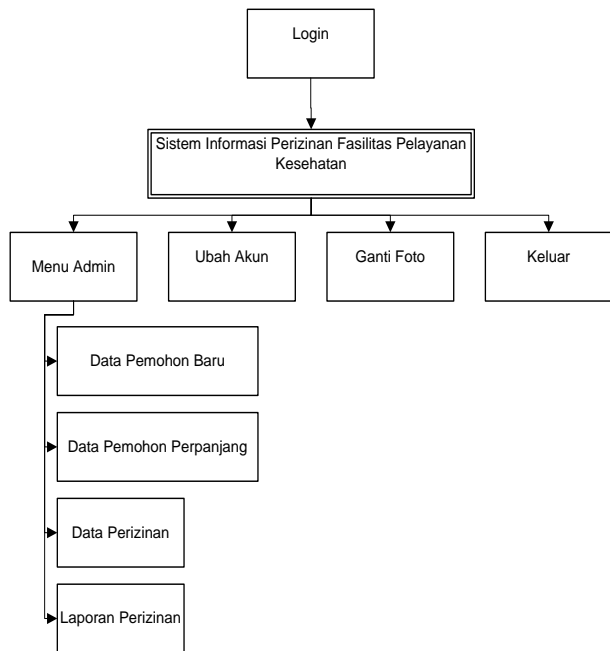 Login
Sistem Informasi Perizinan Fasilitas Pelayanan
Kesehatan
Menu Admin
Ubah Akun
Ganti Foto
Keluar
Data Pemohon Baru
Data Pemohon Perpanjang
Data Perizinan
Laporan Perizinan